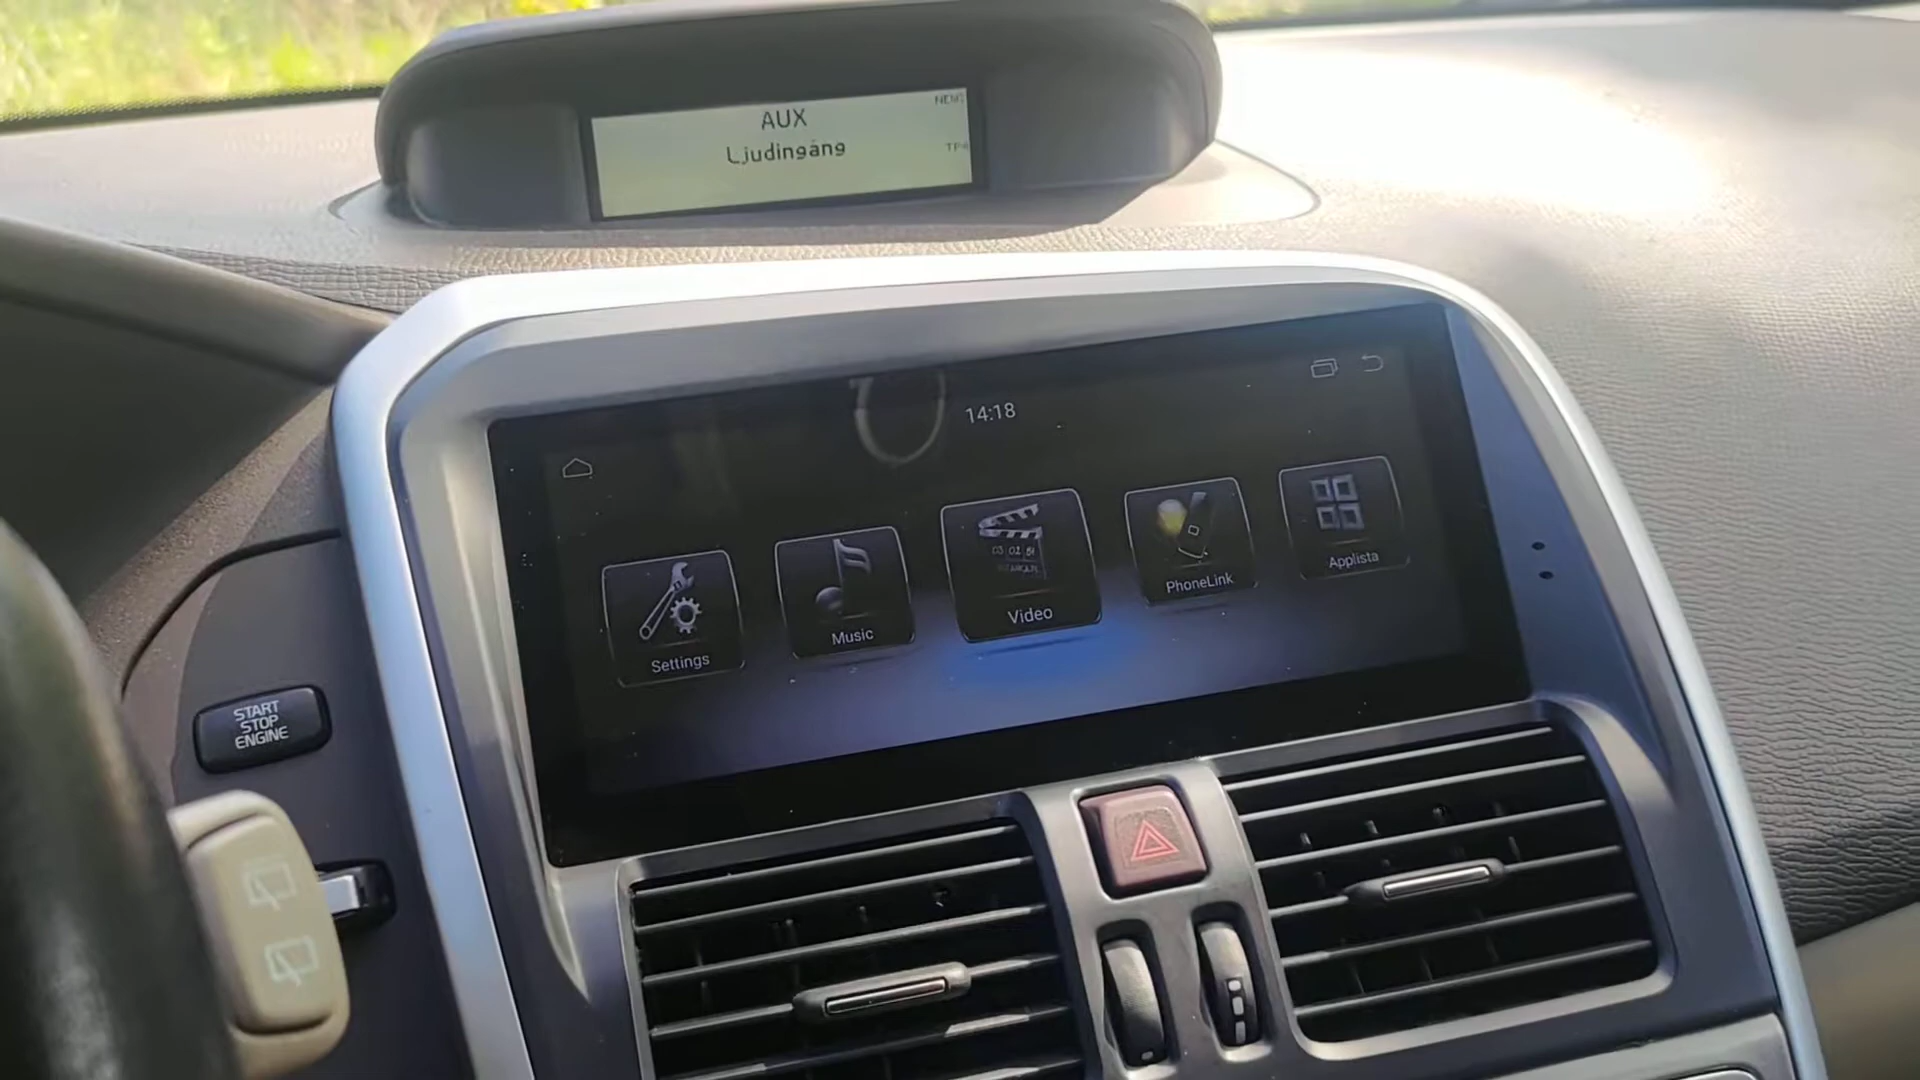 AUX
Ljudingång
14:18
Settings
Music
Video
PhoneLink
Applista
START
STOP
ENGINE